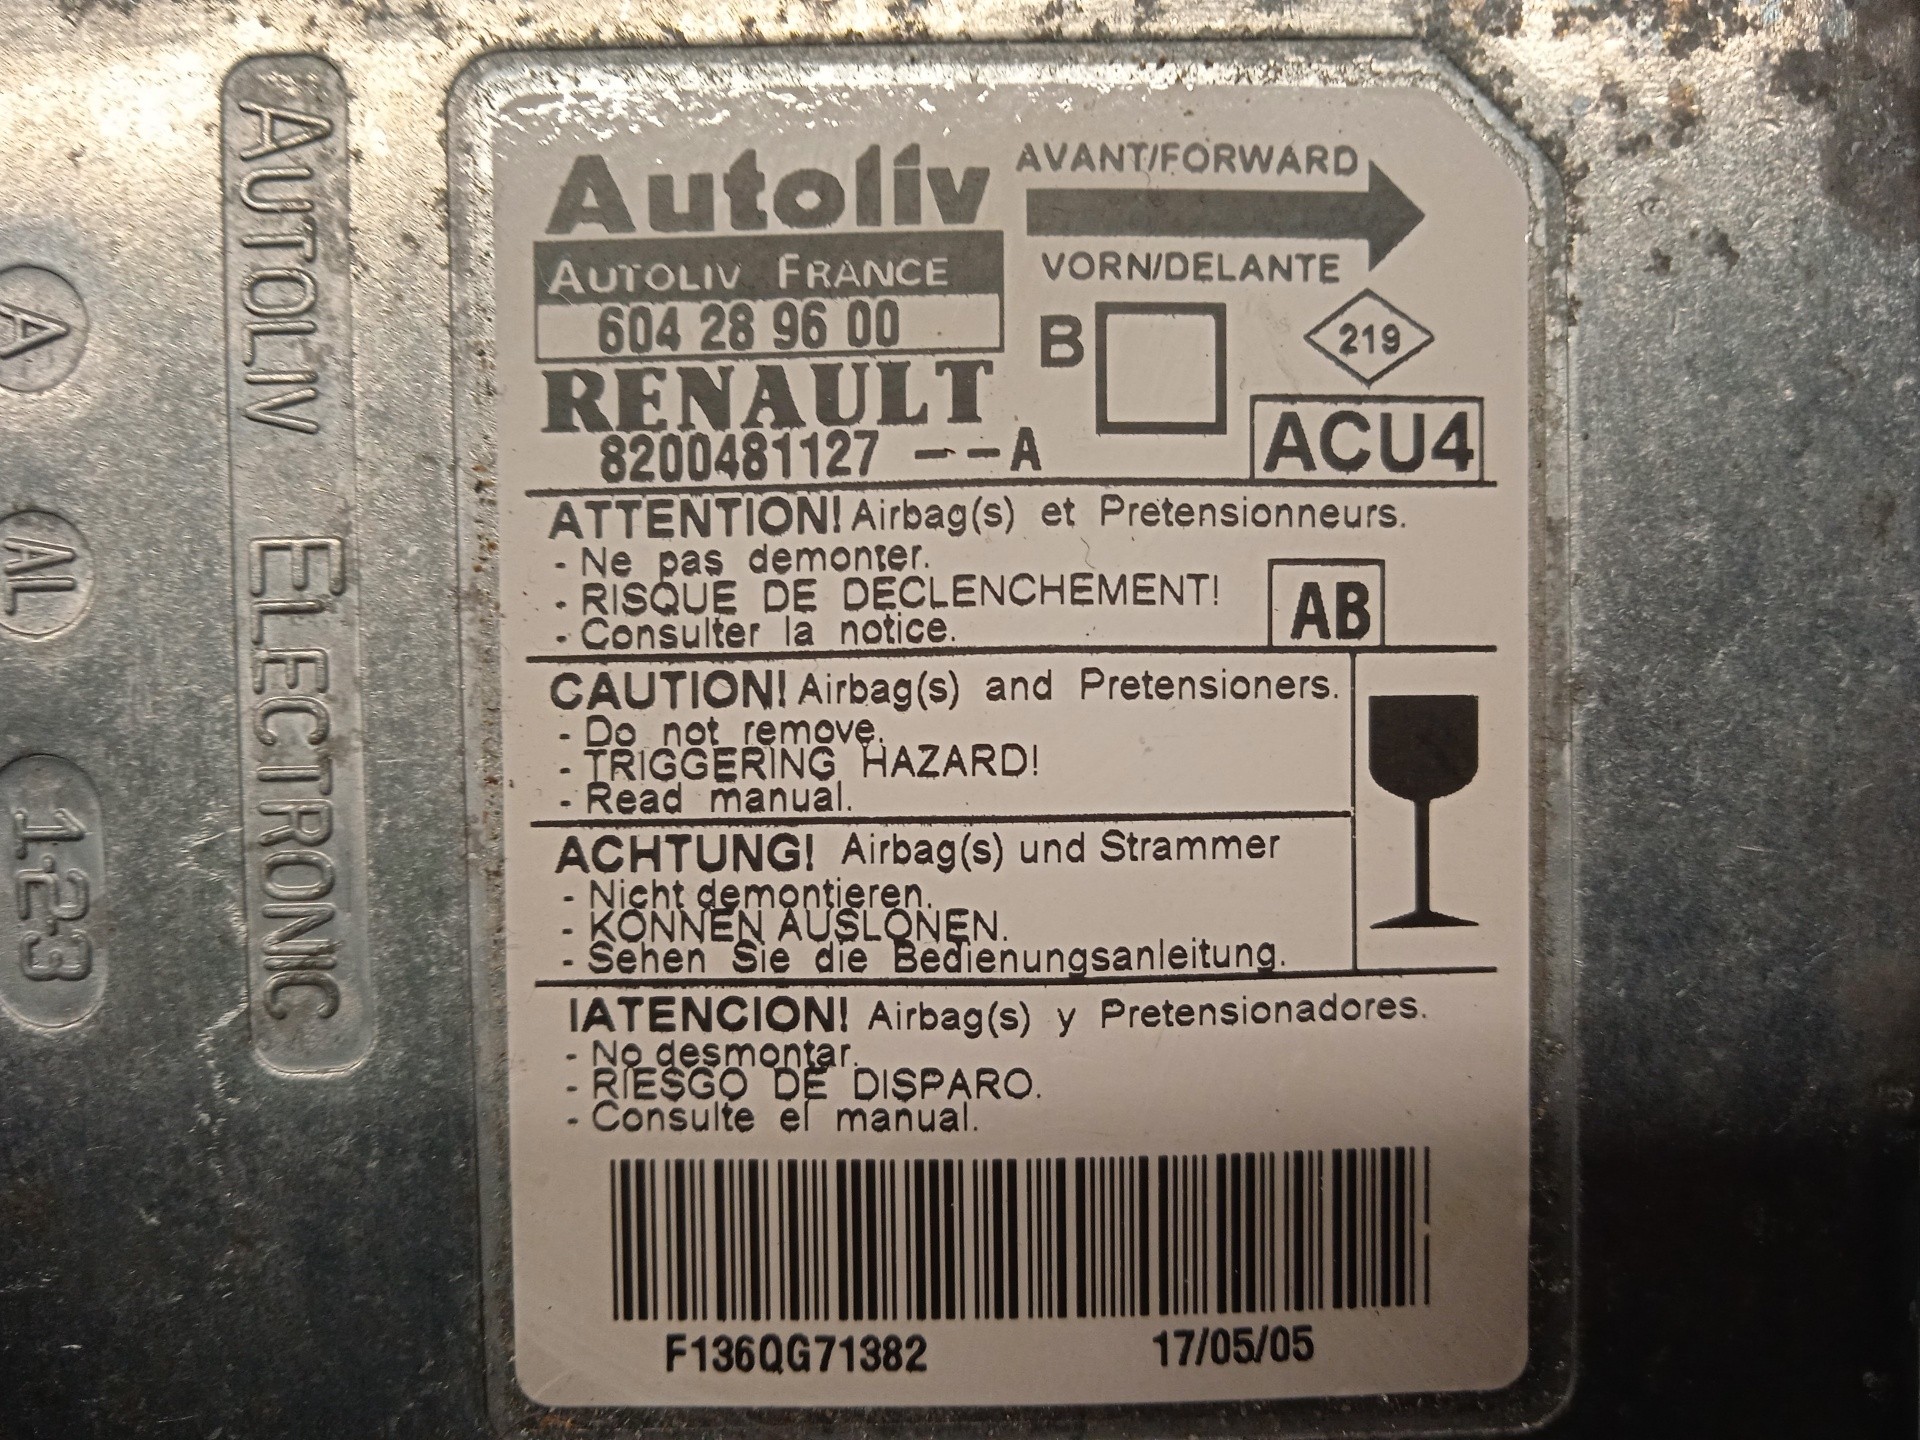 A
AL
1-2-3
AUTOLIV ELECTRONIC
Autoliv
AVANT/FORWARD
AUTOLIV FRANCE
VORN/DELANTE
604 28 96 00
B
219
RENAULT
8200481127 ---A
ACU4
ATTENTION! Airbag(s) et Pretensionneurs.
- Ne pas demonter.
- RISQUE DE DECLENCHEMENT!
- Consulter la notice.
AB
CAUTION! Airbag(s) and Pretensioners.
- Do not remove.
- TRIGGERING HAZARD!
- Read manual.
ACHTUNG! Airbag(s) und Strammer
- Nicht demontieren.
- KONNEN AUSLONEN.
- Sehen Sie die Bedienungsanleitung.
IATENCION! Airbag(s) y Pretensionadores.
- No desmontar.
- RIESGO DE DISPARO.
- Consulte el manual.
F136QG71382 17/05/05